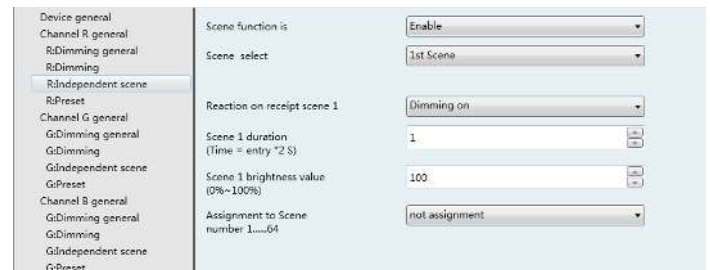 Device general
Channel R general
R:Dimming general
R:Dimming
R:Independent scene
R:Preset
Channel G general
G:Dimming general
G:Dimming
G:Independent scene
G:Preset
Channel B general
G:Dimming general
G:Dimming
G:Independent scene
G:Preset
Scene function is
Enable
Scene select
1st Scene
Reaction on receipt scene 1
Dimming on
Scene 1 duration
(Time = entry *2 S)
1
Scene 1 brightness value
(0%~100%)
100
Assignment to Scene
number 1.....64
not assignment